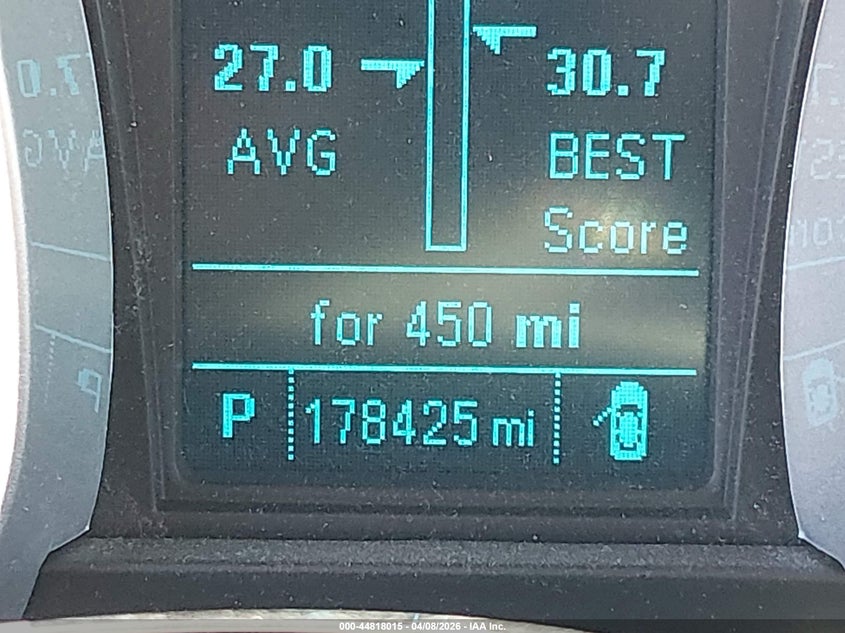 27.0 30.7
AVG BEST
Score
for 450 mi
P 178425 mi
000-44818015 - 04/08/2026 - IAA Inc.